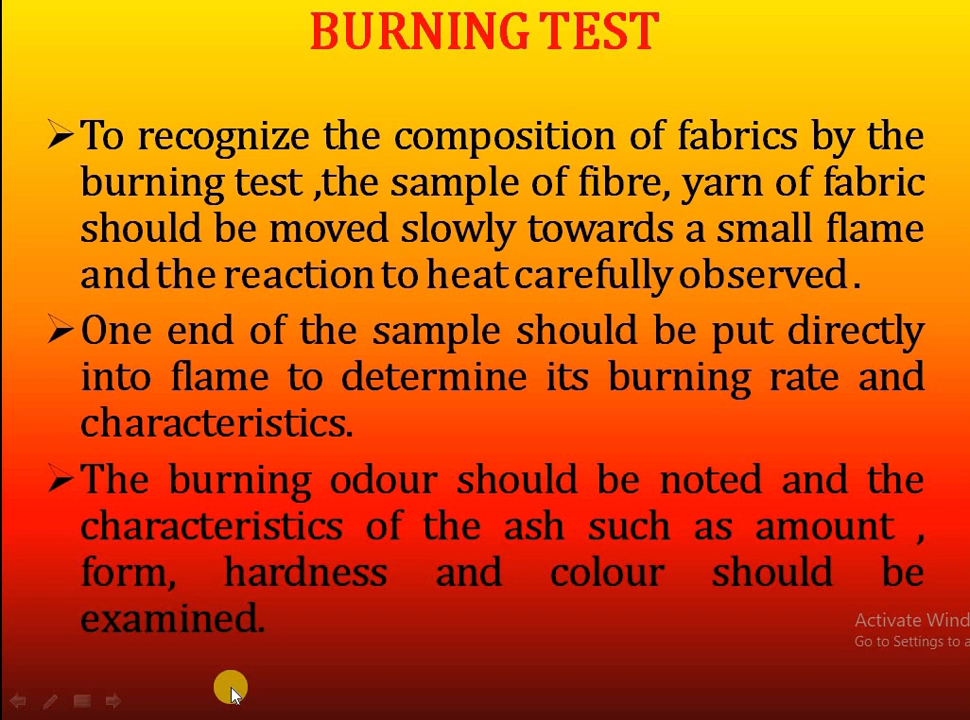 BURNING TEST
To recognize the composition of fabrics by the
burning test ,the sample of fibre, yarn of fabric
should be moved slowly towards a small flame
and the reaction to heat carefully observed .
One end of the sample should be put directly
into flame to determine its burning rate and
characteristics.
The burning odour should be noted and the
characteristics of the ash such as amount ,
form, hardness and colour should be
examined.
Activate Wind
Go to Settings to a